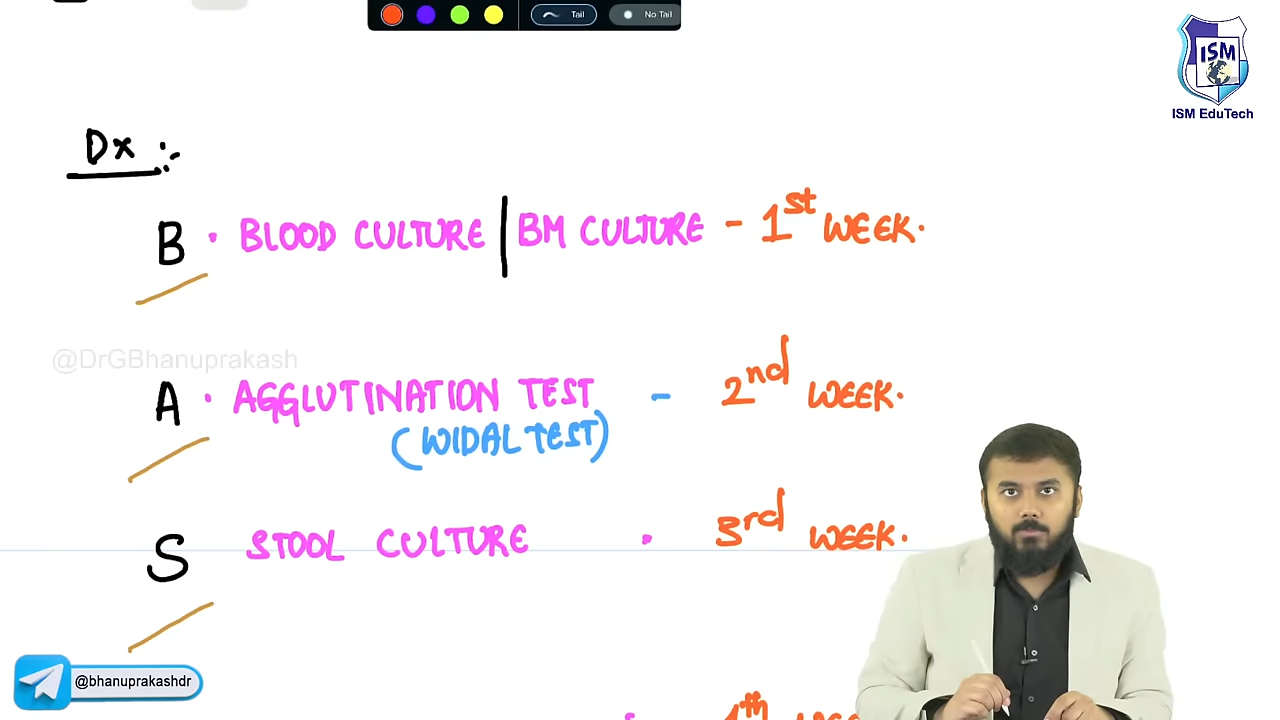 Tail
No Tail
ISM
ISM EduTech
Dx :-
B • BLOOD CULTURE | BM CULTURE - 1st WEEK.
@DrGBhanuprakash
A • AGGLUTINATION TEST - 2nd WEEK.
(WIDAL TEST)
S STOOL CULTURE • 3rd WEEK.
@bhanuprakashdr